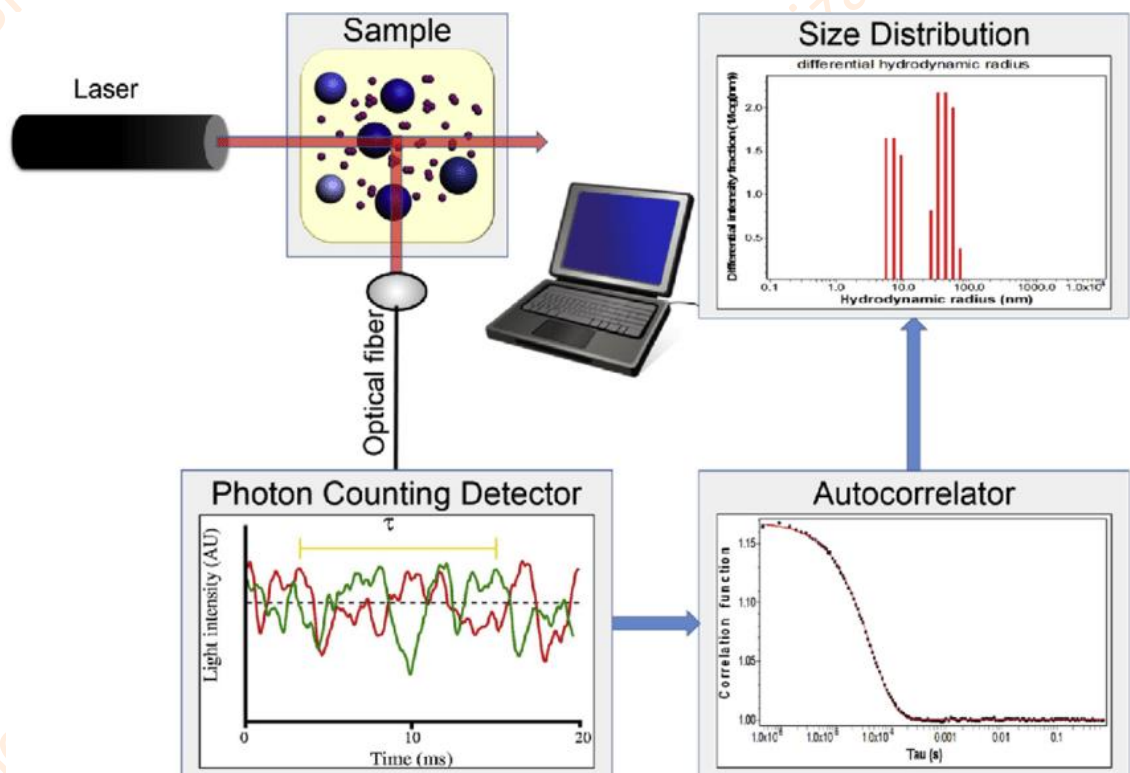 Sample
Laser
Optical fiber
Size Distribution
differential hydrodynamic radius
Differential intensity fraction (1/log(nm))
2.0
1.5
1.0
0.5
0.1 1.0 10.0 100.0 1000.0
Hydrodynamic radius (nm)
Photon Counting Detector
τ
Light intensity (AU)
0 10 20
Time (ms)
Autocorrelator
Correlation function
1.15
1.10
1.05
1.00
0.01 0.1
Tau (s)